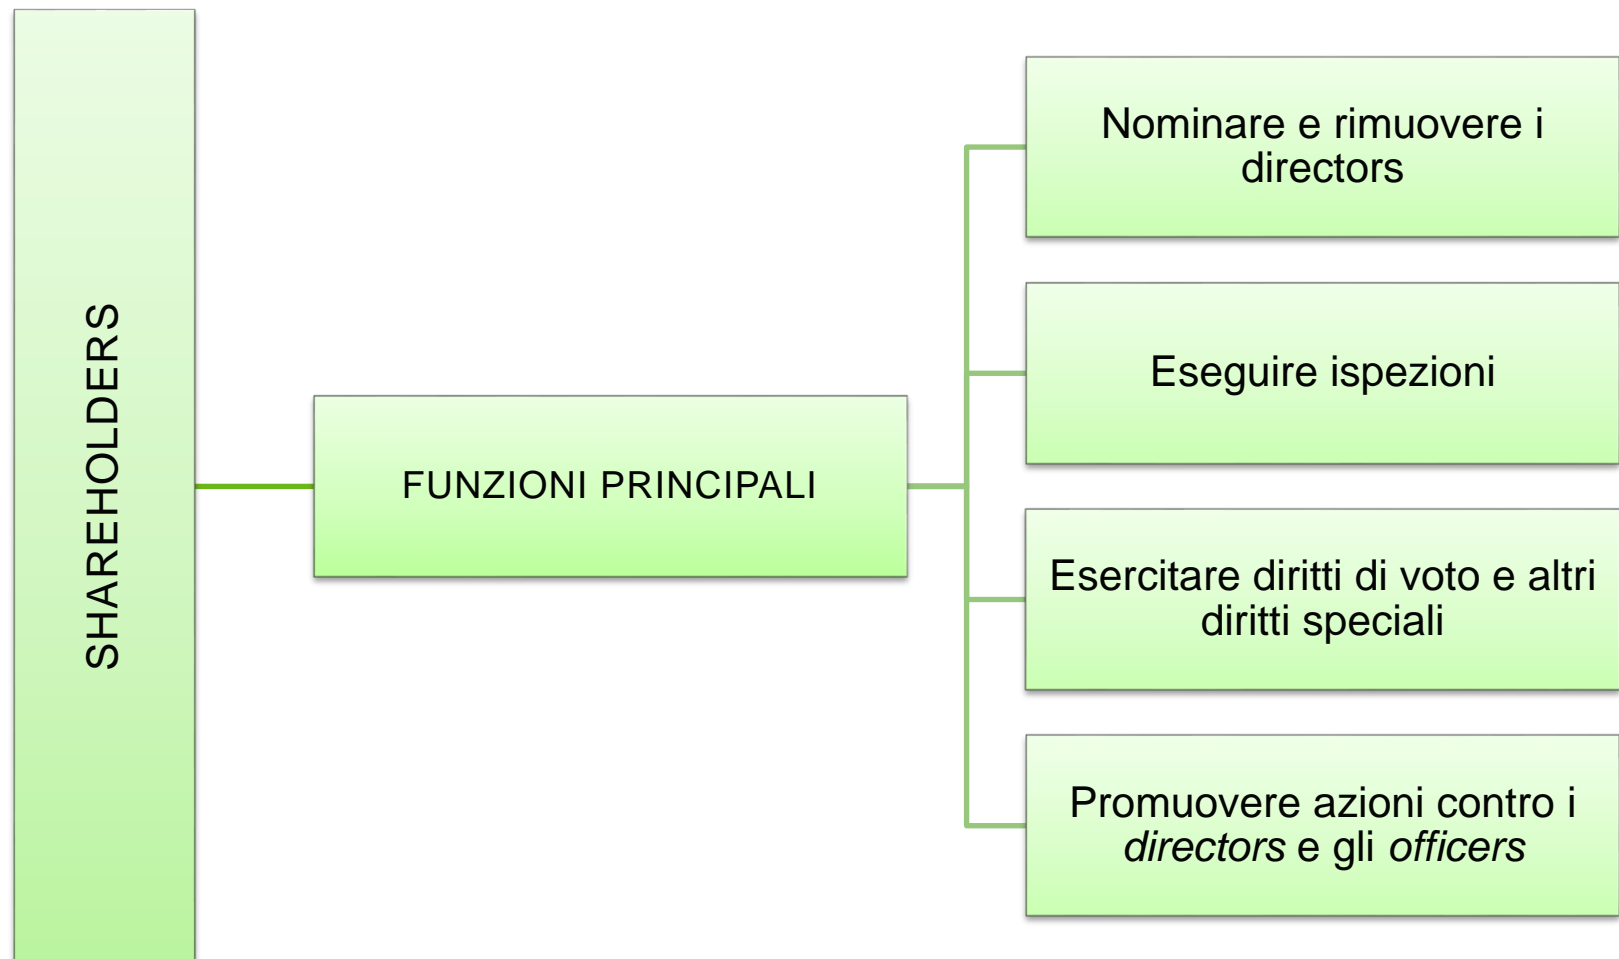 SHAREHOLDERS
FUNZIONI PRINCIPALI
Nominare e rimuovere i
directors
Eseguire ispezioni
Esercitare diritti di voto e altri
diritti speciali
Promuovere azioni contro i
directors e gli officers